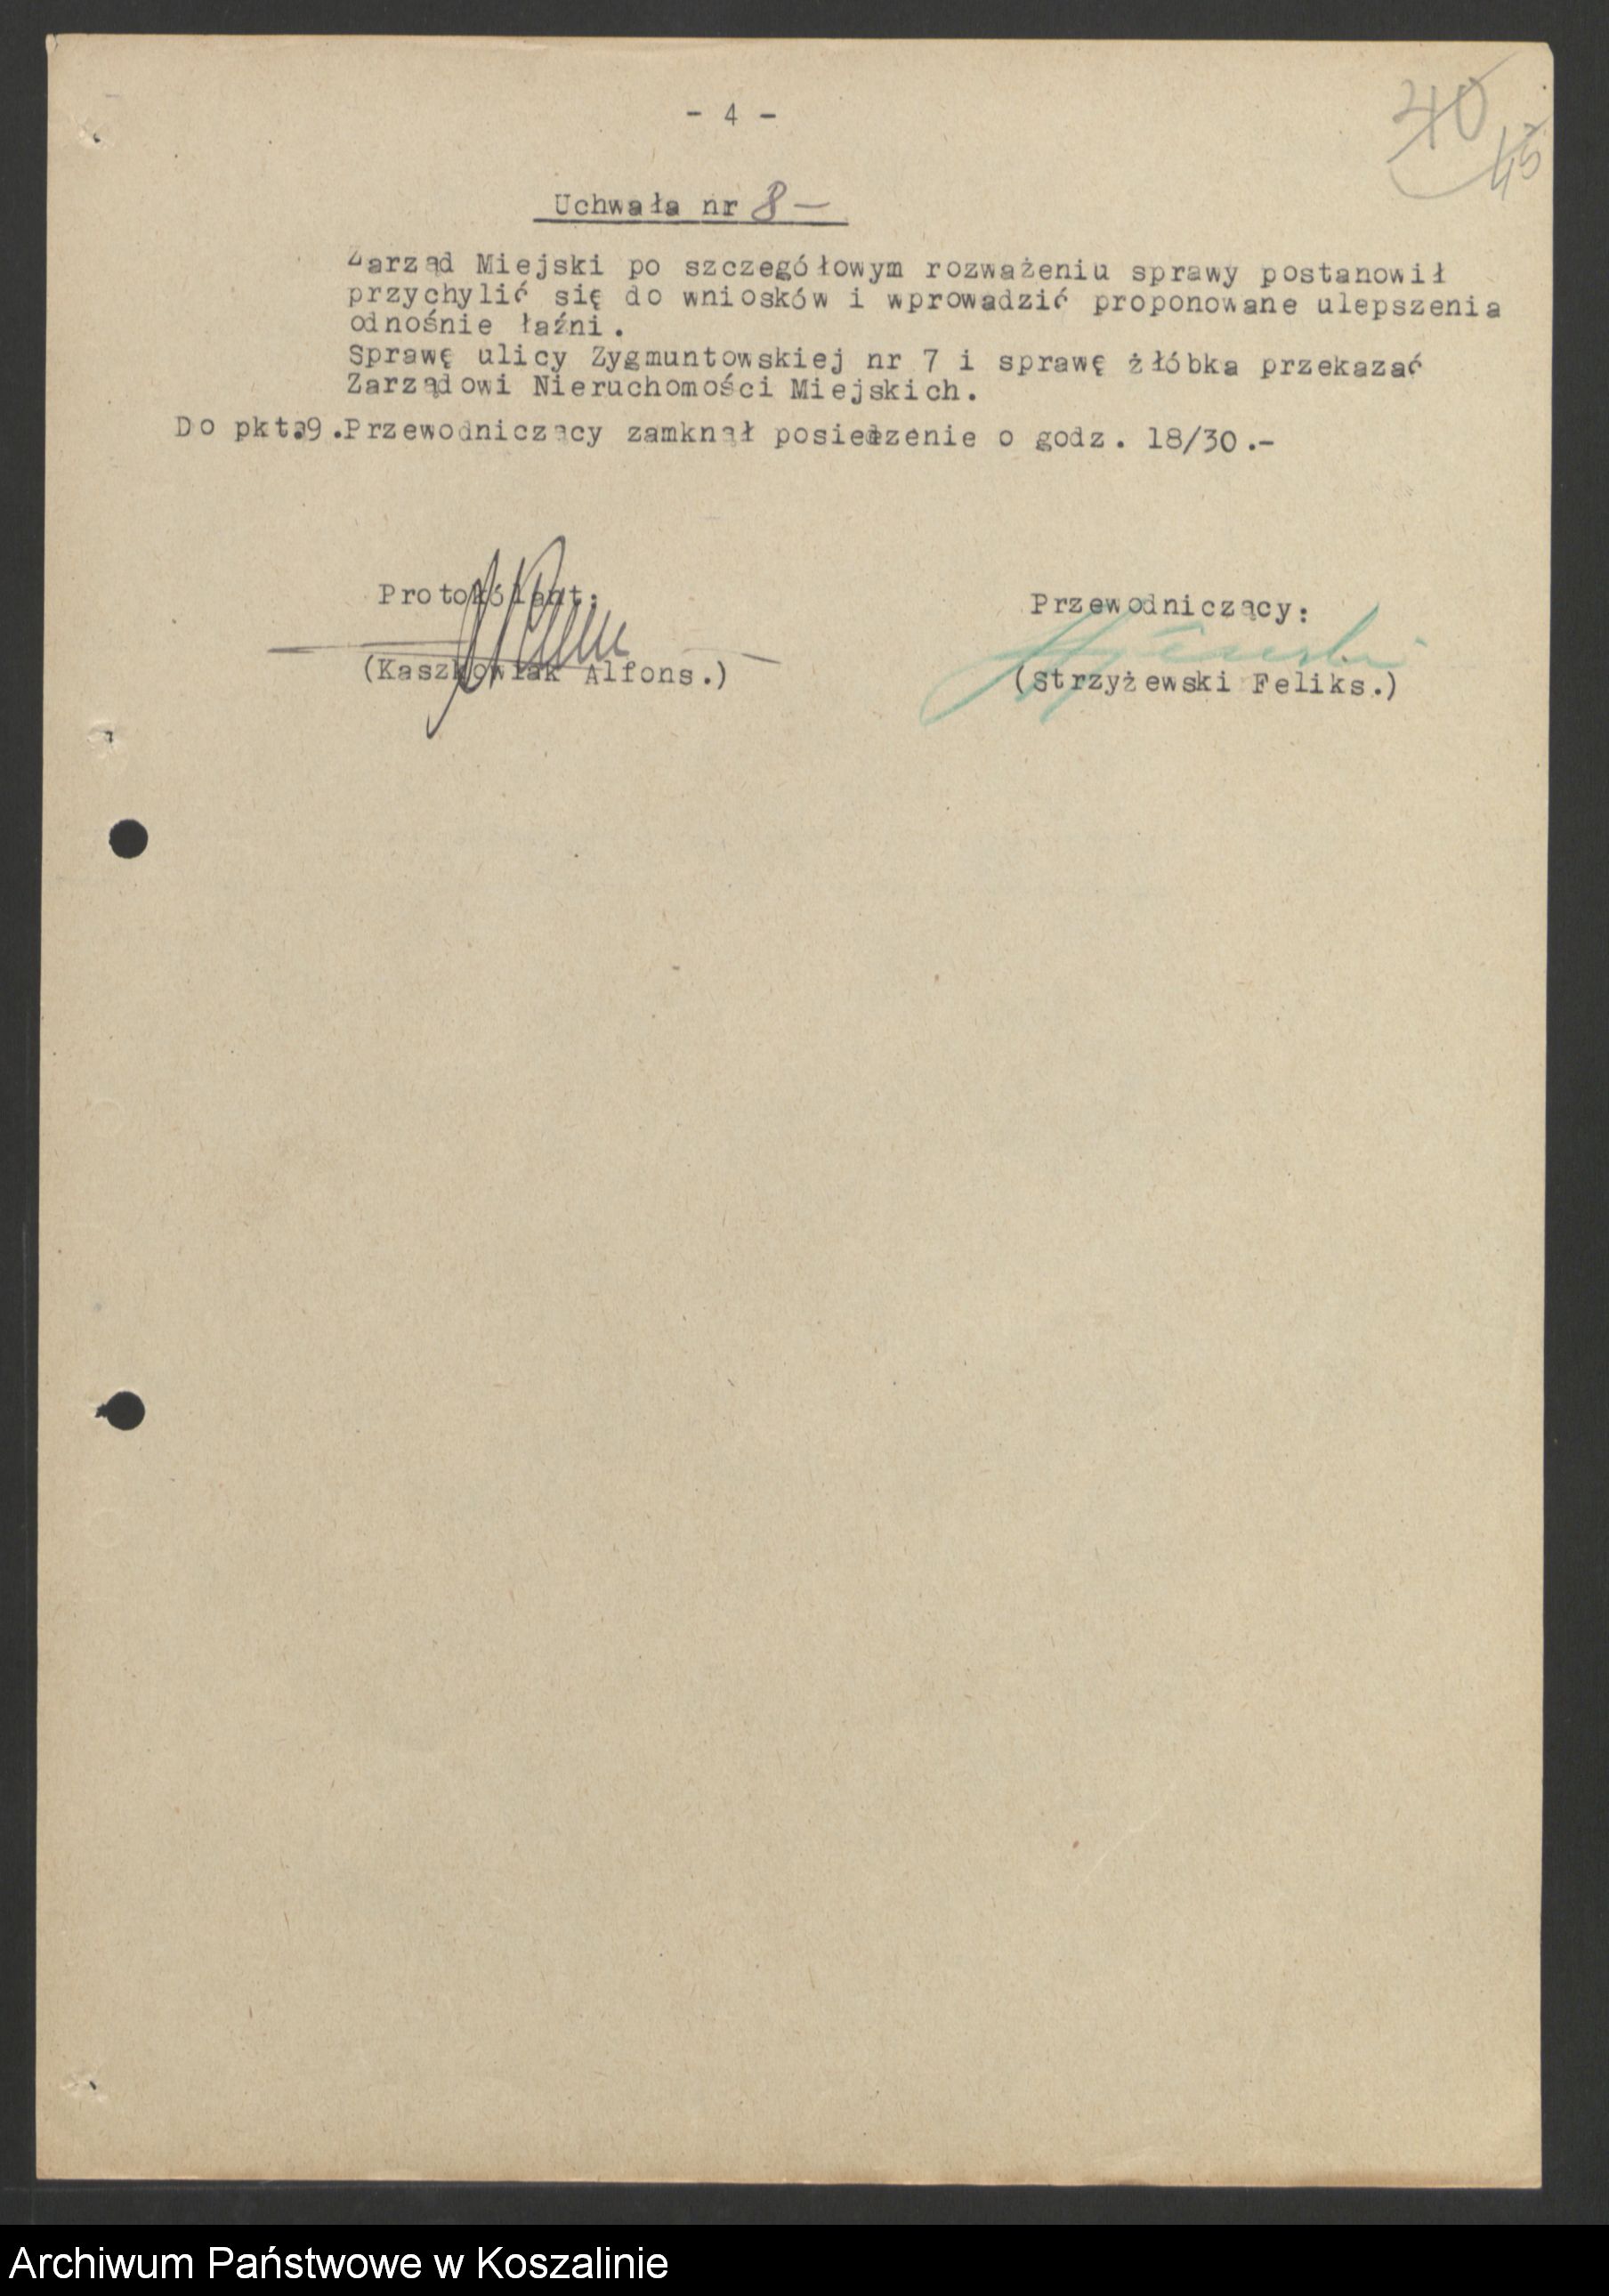 - 4 -
40
45
Uchwała nr 8 -
Zarząd Miejski po szczegółowym rozważeniu sprawy postanowił
przychylić się do wniosków i wprowadzić proponowane ulepszenia
odnośnie łaźni.
Sprawę ulicy Zygmuntowskiej nr 7 i sprawę żłóbka przekazać
Zarządowi Nieruchomości Miejskich.
Do pkt.9.Przewodniczący zamknął posiedzenie o godz. 18/30.-
Protokólant:
Przewodniczący:
(Kaszkowiak Alfons.)
(Strzyżewski Feliks.)
Archiwum Państwowe w Koszalinie